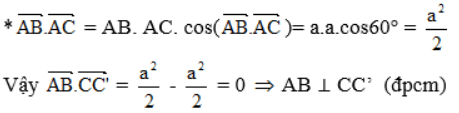 * $\overrightarrow{AB}.\overrightarrow{AC}$ = AB. AC. cos($\overrightarrow{AB}.\overrightarrow{AC}$ )= a.a.cos60° = $\frac{a^2}{2}$
Vậy $\overrightarrow{AB}.\overrightarrow{CC'}$ = $\frac{a^2}{2}$ - $\frac{a^2}{2}$ = 0 ⇒ AB ⊥ CC’ (đpcm)